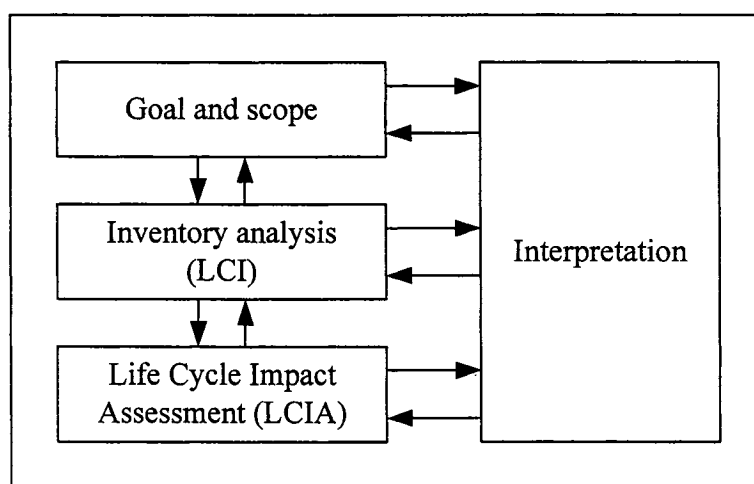 Goal and scope
Inventory analysis
(LCI)
Interpretation
Life Cycle Impact
Assessment (LCIA)